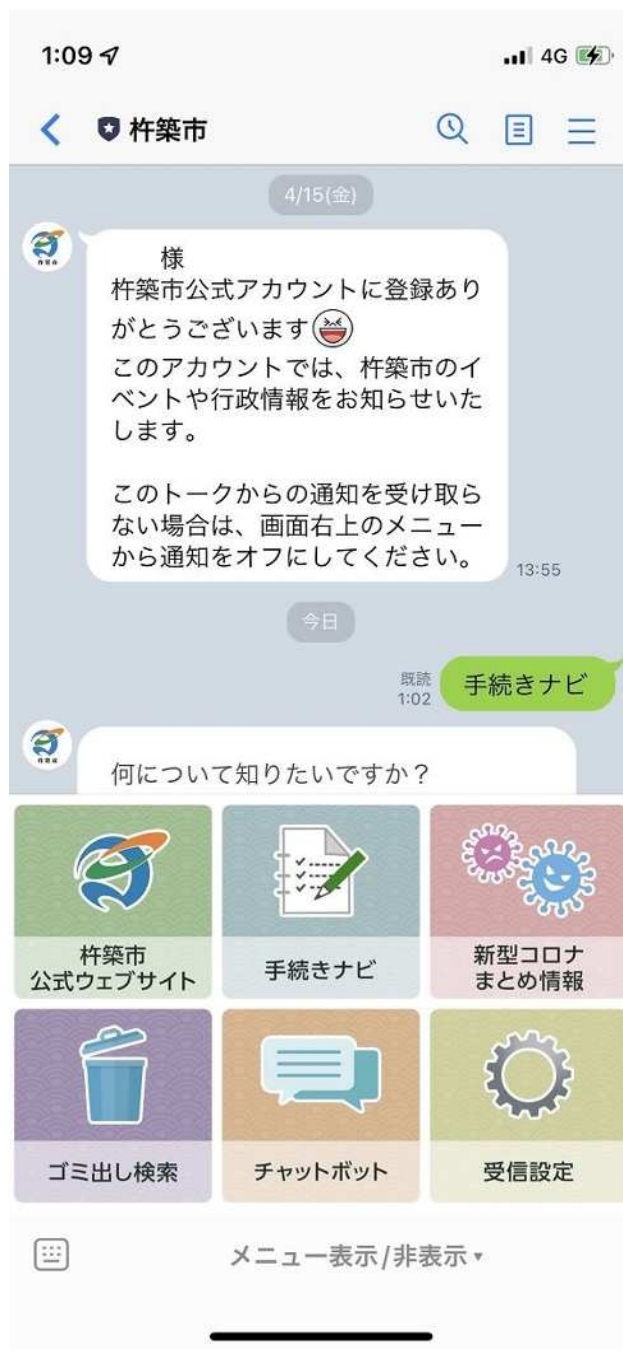 1:09
4G
杵築市
4/15(金)
様
杵築市公式アカウントに登録あり
がとうございます
このアカウントでは、杵築市のイ
ベントや行政情報をお知らせいた
します。
このトークからの通知を受け取ら
ない場合は、画面右上のメニュー
から通知をオフにしてください。
13:55
今日
既読
1:02
手続きナビ
何について知りたいですか？
杵築市
公式ウェブサイト
手続きナビ
新型コロナ
まとめ情報
ゴミ出し検索
チャットボット
受信設定
メニュー表示/非表示▾